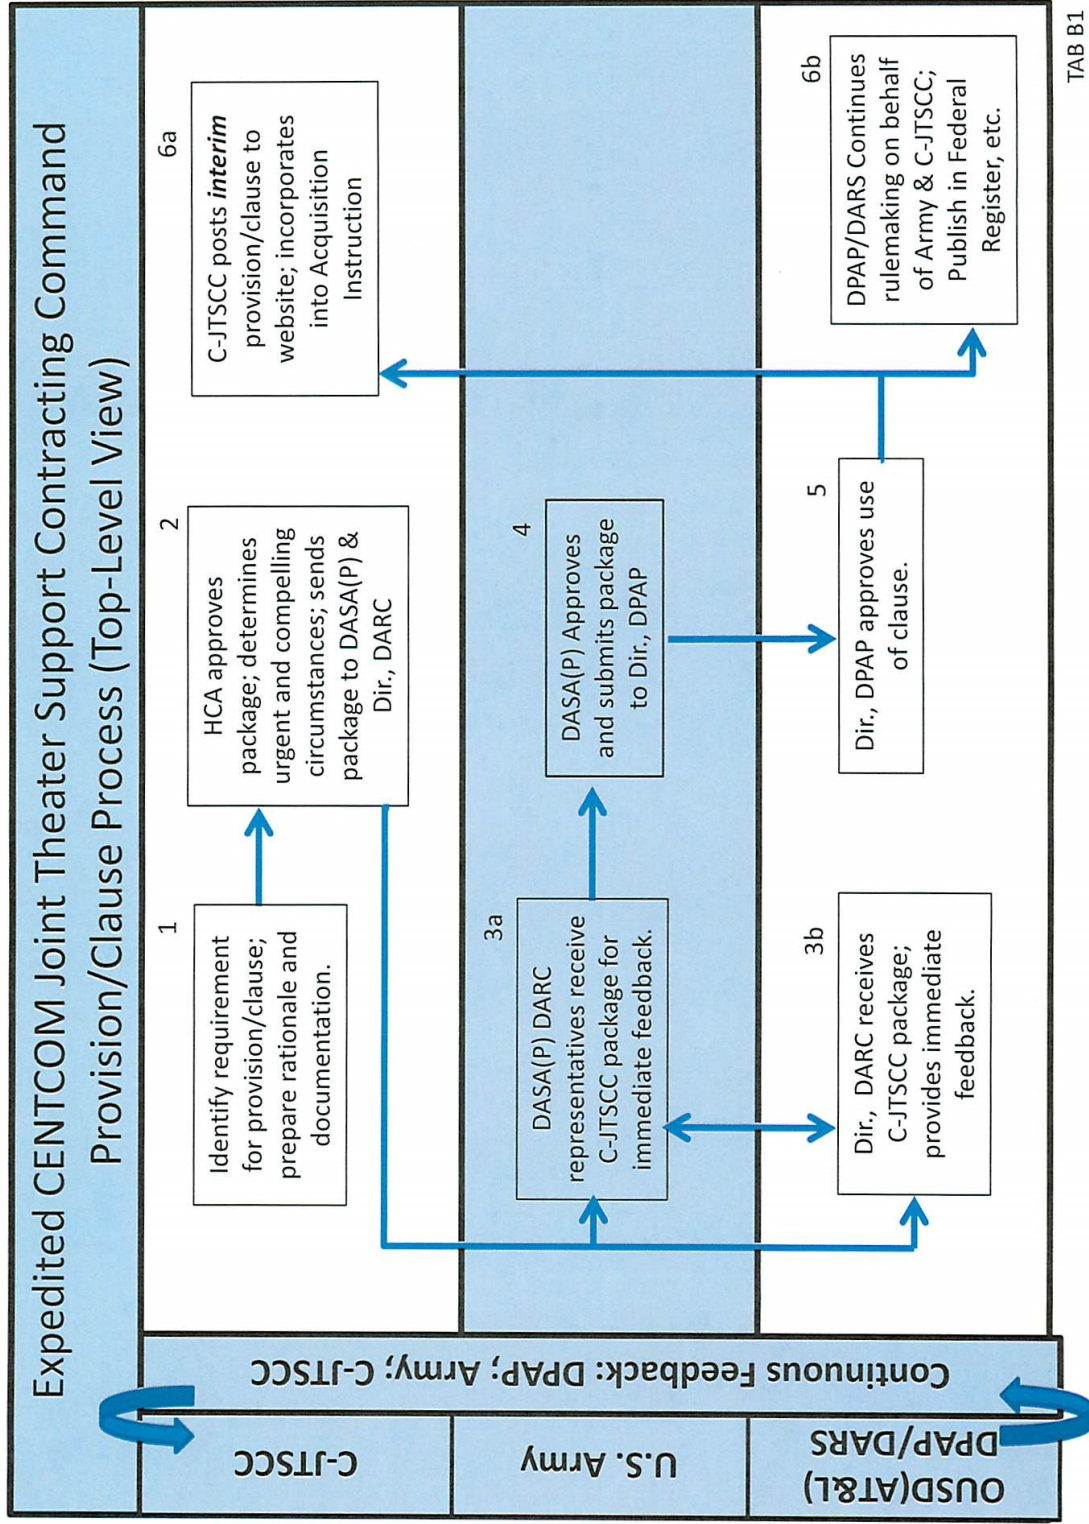 Expedited CENTCOM Joint Theater Support Contracting Command
Provision/Clause Process (Top-Level View)
C-JTSCC
U.S. Army
OUSD(AT&L)
DPAP/DARS
Continuous Feedback: DPAP; Army; C-JTSCC
1
Identify requirement
for provision/clause;
prepare rationale and
documentation.
2
HCA approves
package; determines
urgent and compelling
circumstances; sends
package to DASA(P) &
Dir., DARC
3a
DASA(P) DARC
representatives receive
C-JTSCC package for
immediate feedback.
3b
Dir., DARC receives
C-JTSCC package;
provides immediate
feedback.
4
DASA(P) Approves
and submits package
to Dir., DPAP
5
Dir., DPAP approves use
of clause.
6a
C-JTSCC posts interim
provision/clause to
website; incorporates
into Acquisition
Instruction
6b
DPAP/DARS Continues
rulemaking on behalf
of Army & C-JTSCC;
Publish in Federal
Register, etc.
TAB B1